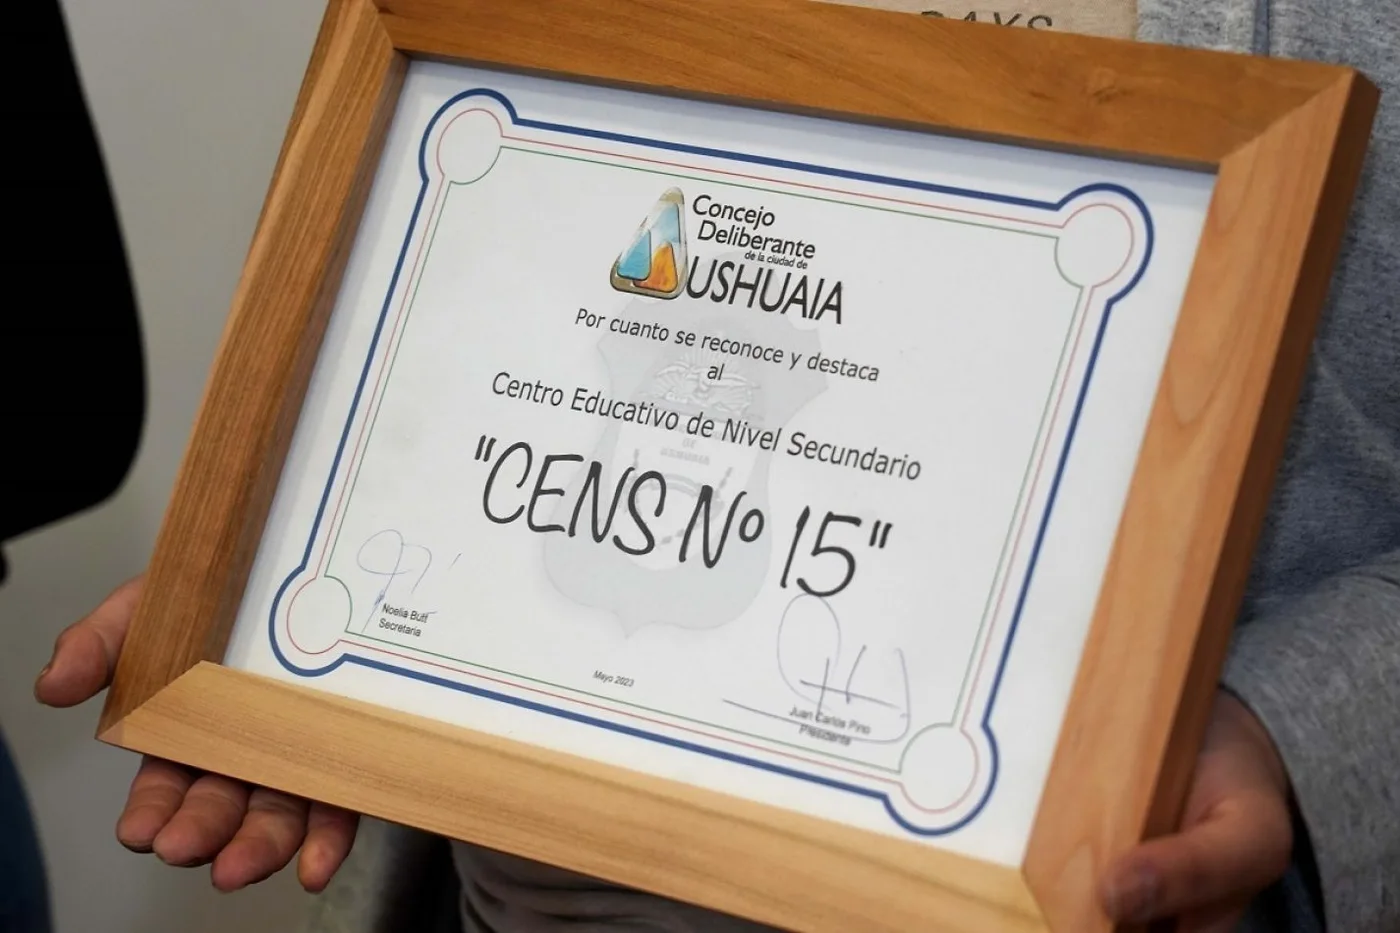 DAYS
Concejo
Deliberante
de la ciudad de
USHUAIA
Por cuanto se reconoce y destaca
al
Centro Educativo de Nivel Secundario
"CENS Nº 15"
Noelia Butt
Secretaria
Mayo 2023
Juan Carlos Pino
Presidente